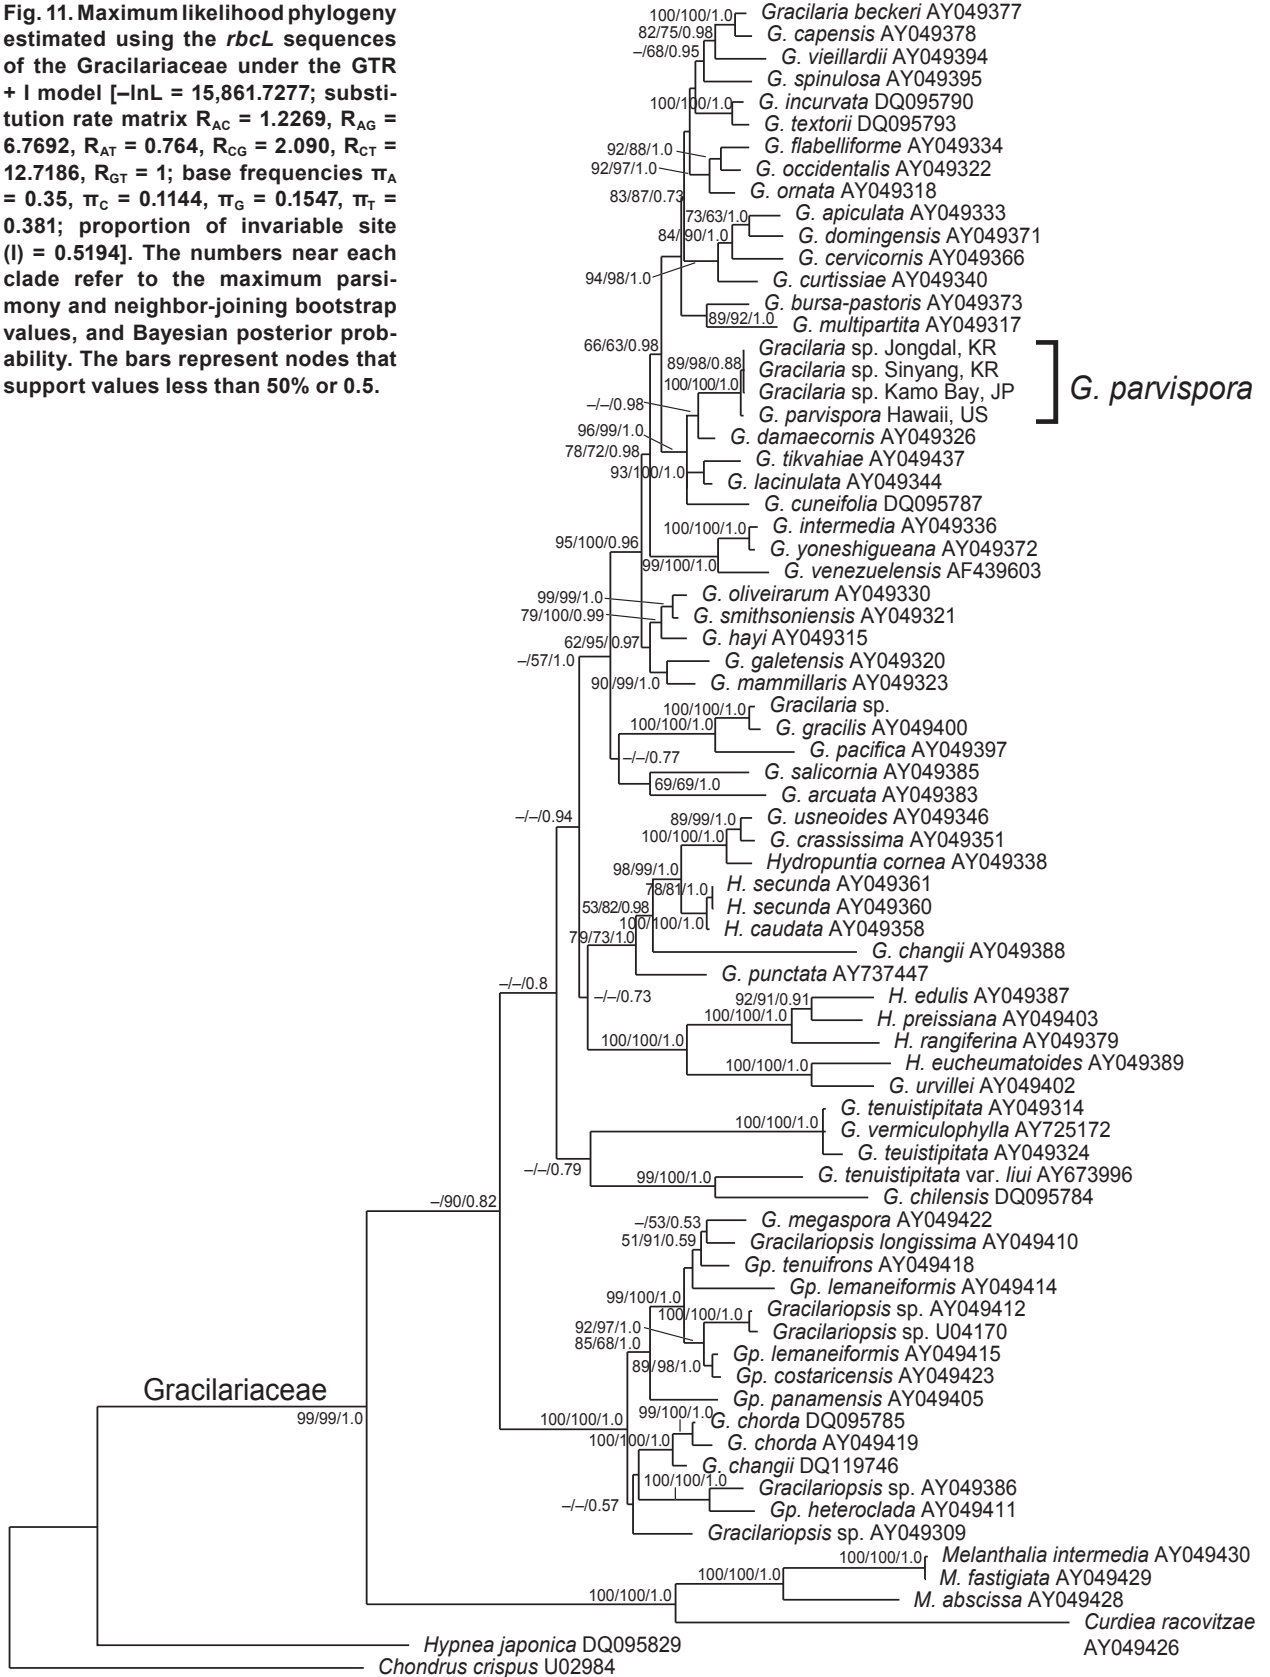 Fig. 11. Maximum likelihood phylogeny
estimated using the rbcL sequences
of the Gracilariaceae under the GTR
+ I model [–lnL = 15,861.7277; substi-
tution rate matrix RAC = 1.2269, RAG =
6.7692, RAT = 0.764, RCG = 2.090, RCT =
12.7186, RGT = 1; base frequencies πA
= 0.35, πC = 0.1144, πG = 0.1547, πT =
0.381; proportion of invariable site
(I) = 0.5194]. The numbers near each
clade refer to the maximum parsi-
mony and neighbor-joining bootstrap
values, and Bayesian posterior prob-
ability. The bars represent nodes that
support values less than 50% or 0.5.
100/100/1.0 Gracilaria beckeri AY049377
82/75/0.98 G. capensis AY049378
–/68/0.95 G. vieillardii AY049394
G. spinulosa AY049395
100/100/1.0 G. incurvata DQ095790
G. textorii DQ095793
92/88/1.0 G. flabelliforme AY049334
92/97/1.0 G. occidentalis AY049322
83/87/0.73 G. ornata AY049318
73/63/1.0 G. apiculata AY049333
84/90/1.0 G. domingensis AY049371
G. cervicornis AY049366
94/98/1.0 G. curtissiae AY049340
G. bursa-pastoris AY049373
89/92/1.0 G. multipartita AY049317
66/63/0.98 Gracilaria sp. Jongdal, KR
89/98/0.88 Gracilaria sp. Sinyang, KR
100/100/1.0 Gracilaria sp. Kamo Bay, JP
G. parvispora
–/–/0.98 G. parvispora Hawaii, US
96/99/1.0 G. damaecornis AY049326
78/72/0.98 G. tikvahiae AY049437
93/100/1.0 G. lacinulata AY049344
G. cuneifolia DQ095787
100/100/1.0 G. intermedia AY049336
95/100/0.96 G. yoneshigueana AY049372
99/100/1.0 G. venezuelensis AF439603
99/99/1.0 G. oliveirarum AY049330
79/100/0.99 G. smithsoniensis AY049321
62/95/0.97 G. hayi AY049315
–/57/1.0 G. galetensis AY049320
90/99/1.0 G. mammillaris AY049323
100/100/1.0 Gracilaria sp.
100/100/1.0 G. gracilis AY049400
G. pacifica AY049397
–/–/0.77
G. salicornia AY049385
69/69/1.0 G. arcuata AY049383
–/–/0.94 89/99/1.0 G. usneoides AY049346
100/100/1.0 G. crassissima AY049351
Hydropuntia cornea AY049338
98/99/1.0 78/81/1.0 H. secunda AY049361
53/82/0.98 H. secunda AY049360
100/100/1.0 H. caudata AY049358
79/73/1.0 G. changii AY049388
G. punctata AY737447
–/–/0.8 –/–/0.73 92/91/0.91 H. edulis AY049387
100/100/1.0 H. preissiana AY049403
100/100/1.0 H. rangiferina AY049379
100/100/1.0 H. eucheumatoides AY049389
G. urvillei AY049402
G. tenuistipitata AY049314
100/100/1.0 G. vermiculophylla AY725172
G. teuistipitata AY049324
–/–/0.79 99/100/1.0 G. tenuistipitata var. liui AY673996
G. chilensis DQ095784
–/90/0.82
–/53/0.53 G. megaspora AY049422
51/91/0.59 Gracilariopsis longissima AY049410
Gp. tenuifrons AY049418
Gp. lemaneiformis AY049414
99/100/1.0 100/100/1.0 Gracilariopsis sp. AY049412
92/97/1.0 Gracilariopsis sp. U04170
85/68/1.0 Gp. lemaneiformis AY049415
89/98/1.0 Gp. costaricensis AY049423
Gp. panamensis AY049405
Gracilariaceae
99/99/1.0
100/100/1.0 99/100/1.0 G. chorda DQ095785
100/100/1.0 G. chorda AY049419
G. changii DQ119746
100/100/1.0 Gracilariopsis sp. AY049386
–/–/0.57 Gp. heteroclada AY049411
Gracilariopsis sp. AY049309
100/100/1.0 Melanthalia intermedia AY049430
100/100/1.0 M. fastigiata AY049429
100/100/1.0 M. abscissa AY049428
Curdiea racovitzae
AY049426
Hypnea japonica DQ095829
Chondrus crispus U02984